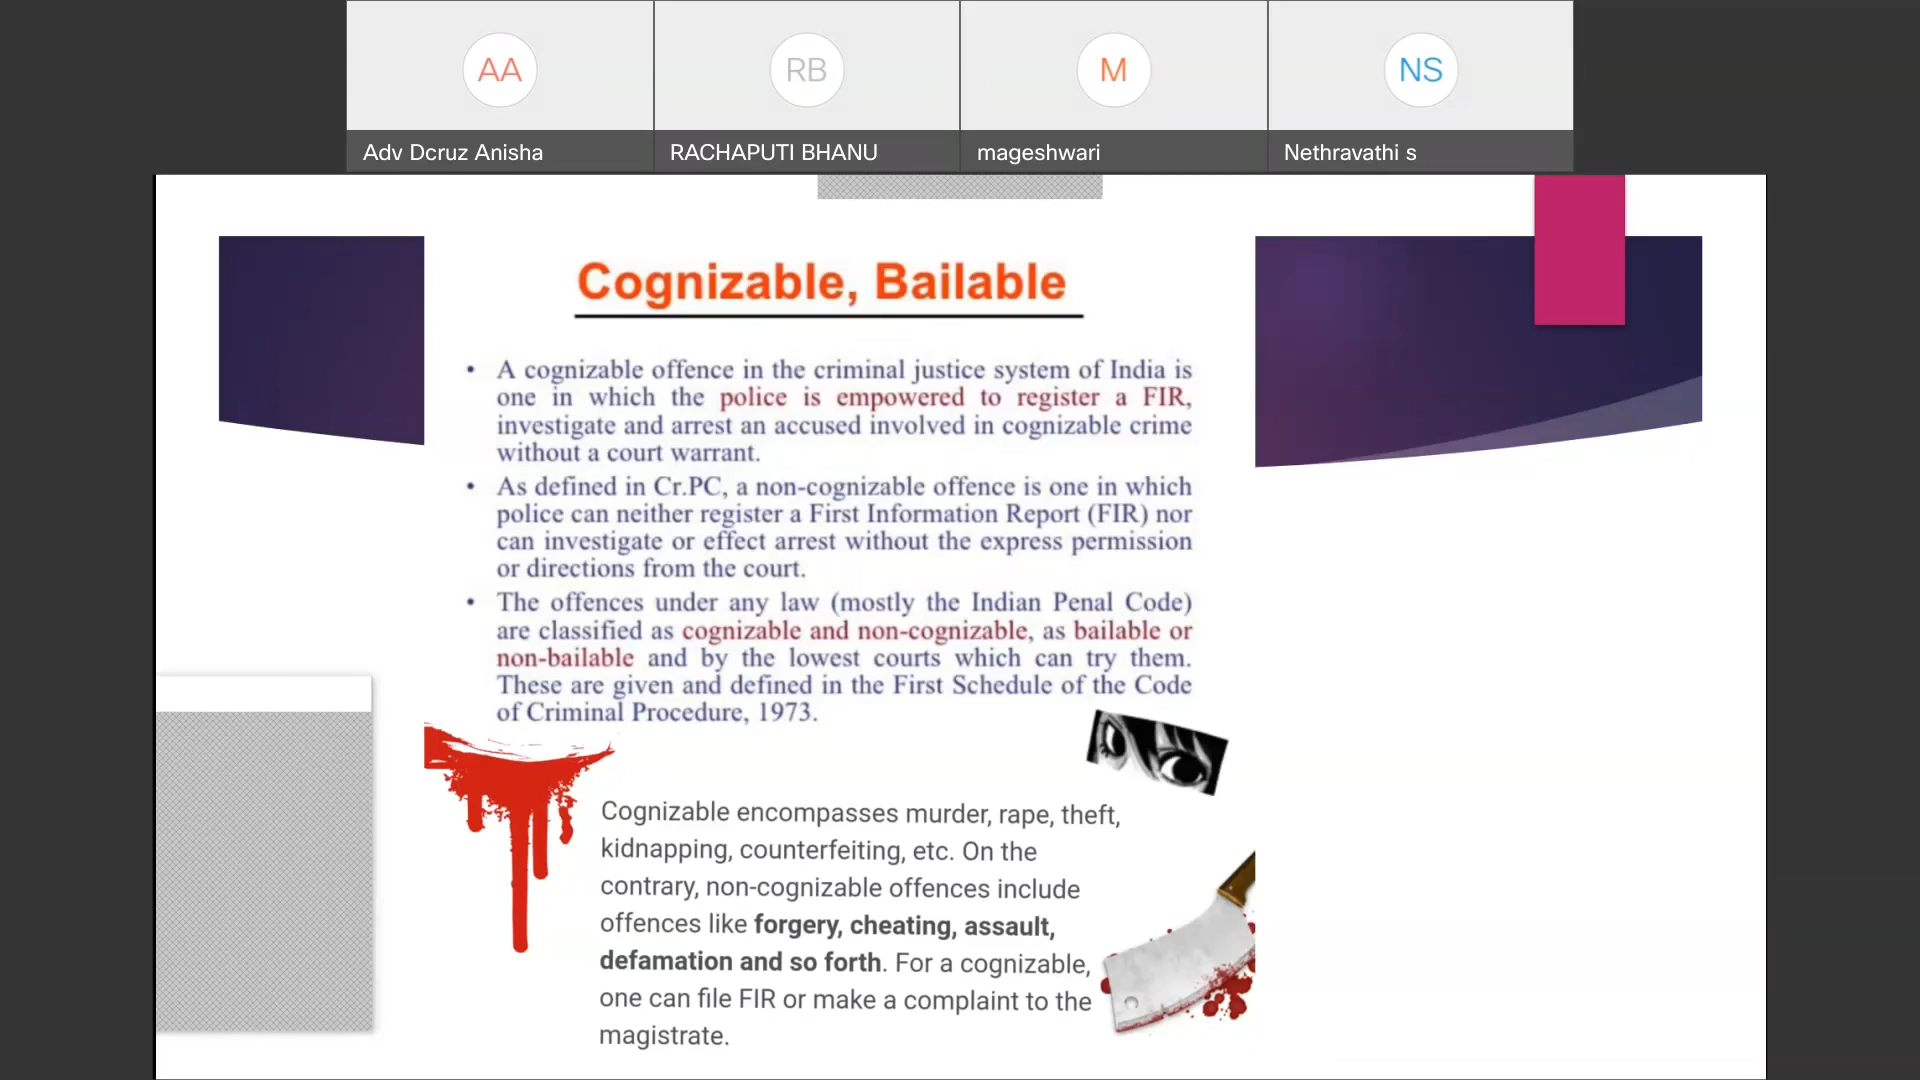 AA
RB
M
NS
Adv Dcruz Anisha
RACHAPUTI BHANU
mageshwari
Nethravathi s
Cognizable, Bailable
• A cognizable offence in the criminal justice system of India is
one in which the police is empowered to register a FIR,
investigate and arrest an accused involved in cognizable crime
without a court warrant.
• As defined in Cr.PC, a non-cognizable offence is one in which
police can neither register a First Information Report (FIR) nor
can investigate or effect arrest without the express permission
or directions from the court.
• The offences under any law (mostly the Indian Penal Code)
are classified as cognizable and non-cognizable, as bailable or
non-bailable and by the lowest courts which can try them.
These are given and defined in the First Schedule of the Code
of Criminal Procedure, 1973.
Cognizable encompasses murder, rape, theft,
kidnapping, counterfeiting, etc. On the
contrary, non-cognizable offences include
offences like forgery, cheating, assault,
defamation and so forth. For a cognizable,
one can file FIR or make a complaint to the
magistrate.